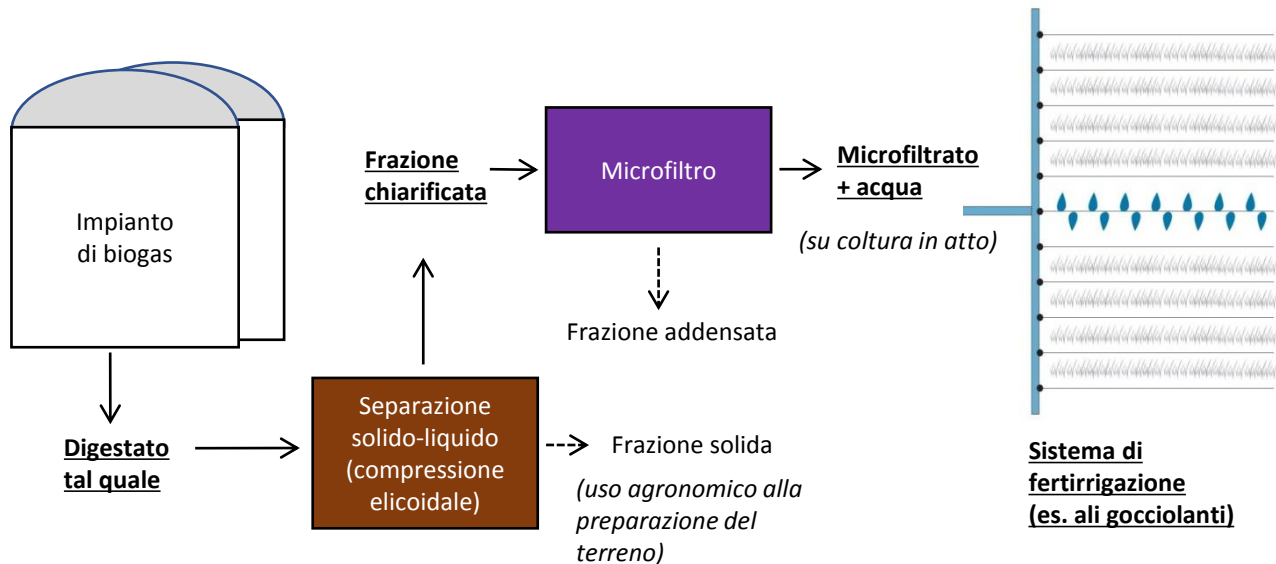 Impianto
di biogas
Digestato
tal quale
Separazione
solido-liquido
(compressione
elicoidale)
Frazione solida
(uso agronomico alla
preparazione del
terreno)
Frazione
chiarificata
Microfiltro
Frazione addensata
Microfiltrato
+ acqua
(su coltura in atto)
Sistema di
fertirrigazione
(es. ali gocciolanti)